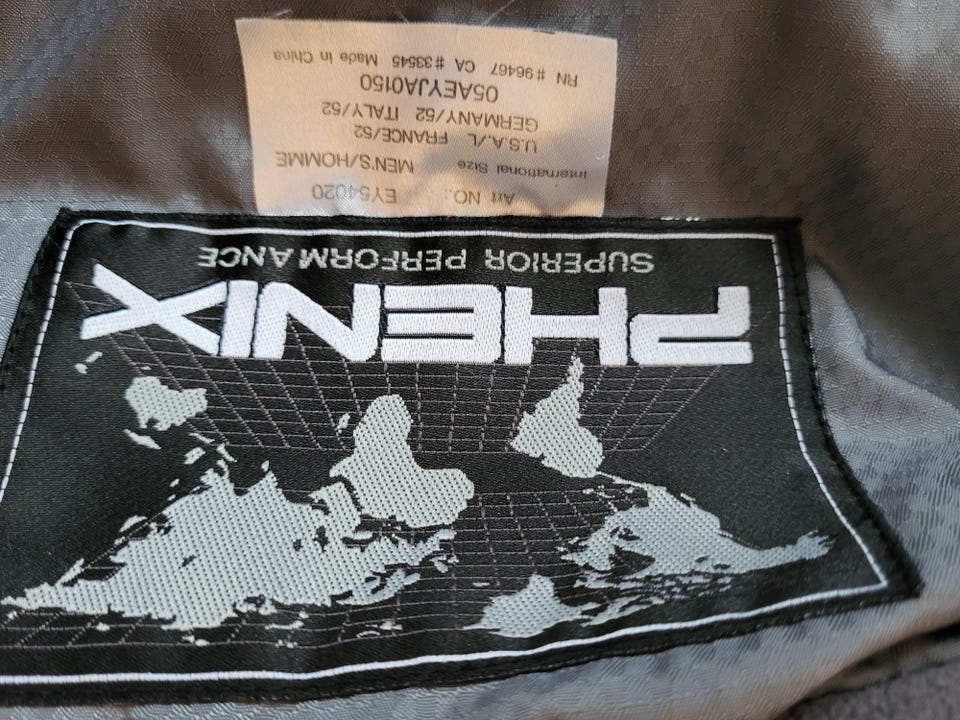 PHENIX
SUPERIOR PERFORMANCE
Art NO.: EY54020
International Size MEN'S/HOMME
U.S.A./L FRANCE/52
GERMANY/52 ITALY/52
05AEYJA0150
RN # 96467 CA # 33545 Made in China